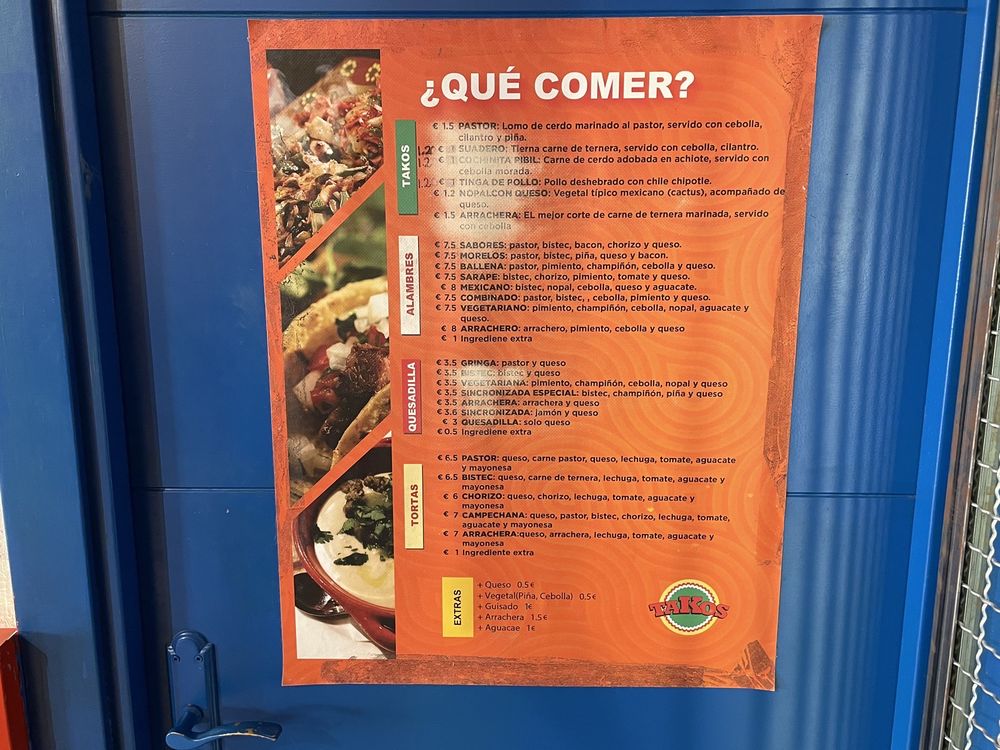 ¿QUÉ COMER?
TAKOS
€ 1.5 PASTOR: Lomo de cerdo marinado al pastor, servido con cebolla,
cilantro y piña.
1.20 € 1 SUADERO: Tierna carne de ternera, servido con cebolla, cilantro.
1.2 € 1 COCHINITA PIBIL: Carne de cerdo adobada en achiote, servido con
cebolla morada.
1.2 € 1 TINGA DE POLLO: Pollo deshebrado con chile chipotle.
€ 1.2 NOPALCON QUESO: Vegetal típico mexicano (cactus), acompañado de
queso.
€ 1.5 ARRACHERA: EL mejor corte de carne de ternera marinada, servido
con cebolla
ALAMBRES
€ 7.5 SABORES: pastor, bistec, bacon, chorizo y queso.
€ 7.5 MORELOS: pastor, bistec, piña, queso y bacon.
€ 7.5 BALLENA: pastor, pimiento, champiñón, cebolla y queso.
€ 7.5 SARAPE: bistec, chorizo, pimiento, tomate y queso.
€ 8 MEXICANO: bistec, nopal, cebolla, queso y aguacate.
€ 7.5 COMBINADO: pastor, bistec, , cebolla, pimiento y queso.
€ 7.5 VEGETARIANO: pimiento, champiñón, cebolla, nopal, aguacate y
queso.
€ 8 ARRACHERO: arrachero, pimiento, cebolla y queso
€ 1 Ingrediene extra
QUESADILLA
€ 3.5 GRINGA: pastor y queso
€ 3.5 BISTEC: bistec y queso
€ 3.5 VEGETARIANA: pimiento, champiñón, cebolla, nopal y queso
€ 3.5 SINCRONIZADA ESPECIAL: bistec, champiñón, piña y queso
€ 3.5 ARRACHERA: arrachera y queso
€ 3.6 SINCRONIZADA: jamón y queso
€ 3 QUESADILLA: solo queso
€ 0.5 Ingrediene extra
TORTAS
€ 6.5 PASTOR: queso, carne pastor, queso, lechuga, tomate, aguacate
y mayonesa
€ 6.5 BISTEC: queso, carne de ternera, lechuga, tomate, aguacate y
mayonesa
€ 6 CHORIZO: queso, chorizo, lechuga, tomate, aguacate y
mayonesa
€ 7 CAMPECHANA: queso, pastor, bistec, chorizo, lechuga, tomate,
aguacate y mayonesa
€ 7 ARRACHERA:queso, arrachera, lechuga, tomate, aguacate y
mayonesa
€ 1 Ingrediente extra
EXTRAS
+ Queso 0.5€
+ Vegetal(Piña, Cebolla) 0.5€
+ Guisado 1€
+ Arrachera 1.5€
+ Aguacae 1€
TAKOS